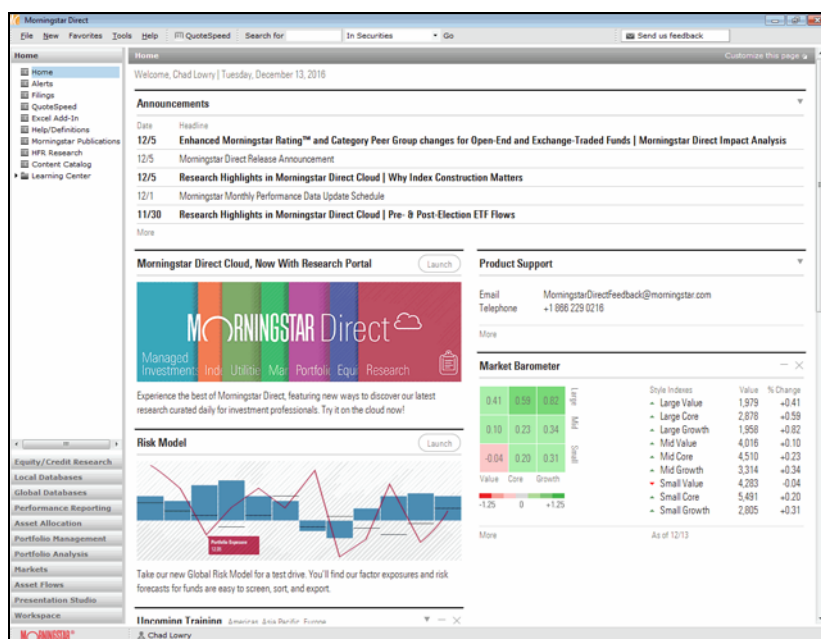 Morningstar Direct
File New Favorites Tools Help QuoteSpeed Search for In Securities Go Send us feedback
Home
Home
Alerts
Filings
QuoteSpeed
Excel Add-In
Help/Definitions
Morningstar Publications
HFR Research
Content Catalog
Learning Center
Equity/Credit Research
Local Databases
Global Databases
Performance Reporting
Asset Allocation
Portfolio Management
Portfolio Analysis
Markets
Asset Flows
Presentation Studio
Workspace
Home Customize this page
Welcome, Chad Lowry | Tuesday, December 13, 2016
Announcements
Date Headline
12/5 Enhanced Morningstar Rating™ and Category Peer Group changes for Open-End and Exchange-Traded Funds | Morningstar Direct Impact Analysis
12/5 Morningstar Direct Release Announcement
12/5 Research Highlights in Morningstar Direct Cloud | Why Index Construction Matters
12/1 Morningstar Monthly Performance Data Update Schedule
11/30 Research Highlights in Morningstar Direct Cloud | Pre- & Post-Election ETF Flows
More
Morningstar Direct Cloud, Now With Research Portal Launch
MORNINGSTAR Direct
Managed
Investments Inde Utilities Mar Portfolio Equi Research
Experience the best of Morningstar Direct, featuring new ways to discover our latest
research curated daily for investment professionals. Try it on the cloud now!
Risk Model Launch
Portfolio Exposure
Take our new Global Risk Model for a test drive. You'll find our factor exposures and risk
forecasts for funds are easy to screen, sort, and export.
Upcoming Training Americas Asia Pacific Europe
Product Support
Email MorningstarDirectFeedback@morningstar.com
Telephone +1 866 229 0216
More
Market Barometer
0.41 0.59 0.82 Large
0.10 0.23 0.34 Mid
-0.04 0.20 0.31 Small
Value Core Growth
-1.25 0 +1.25
Style Indexes Value % Change
Large Value 1,979 +0.41
Large Core 2,878 +0.59
Large Growth 1,958 +0.82
Mid Value 4,016 +0.10
Mid Core 4,510 +0.23
Mid Growth 3,314 +0.34
Small Value 4,283 -0.04
Small Core 5,491 +0.20
Small Growth 2,805 +0.31
More As of 12/13
MORNINGSTAR® Chad Lowry